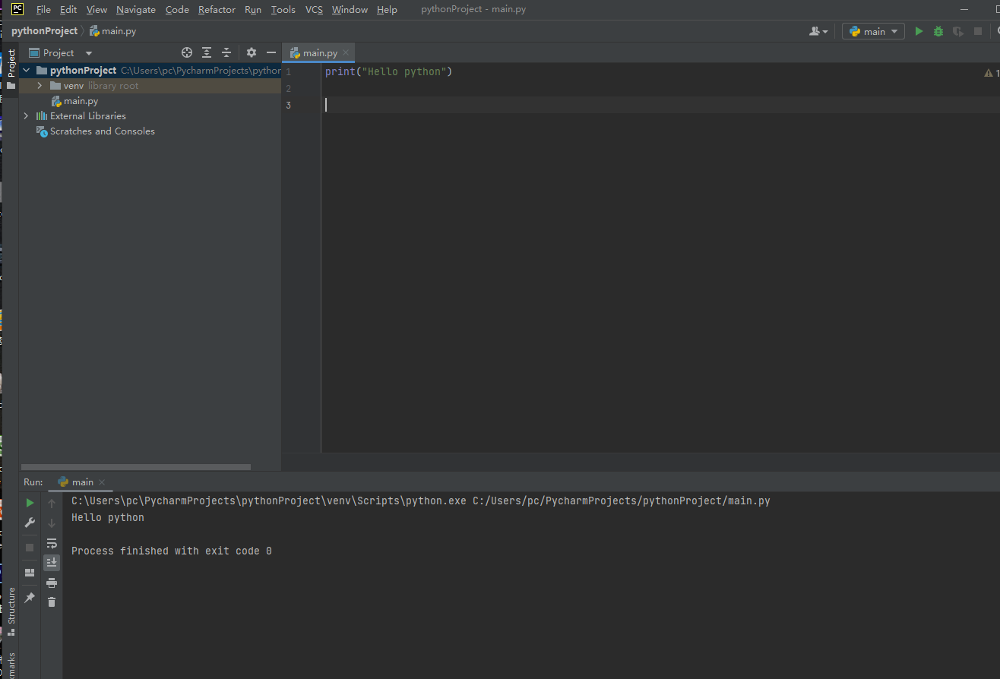 PC File Edit View Navigate Code Refactor Run Tools VCS Window Help pythonProject - main.py
pythonProject main.py main
Project Project main.py
pythonProject C:\Users\pc\PycharmProjects\python
venv library root
main.py
External Libraries
Scratches and Consoles
1 print("Hello python") 1
2
3
Run: main
C:\Users\pc\PycharmProjects\pythonProject\venv\Scripts\python.exe C:/Users/pc/PycharmProjects/pythonProject/main.py
Hello python
Process finished with exit code 0
Structure
kmarks